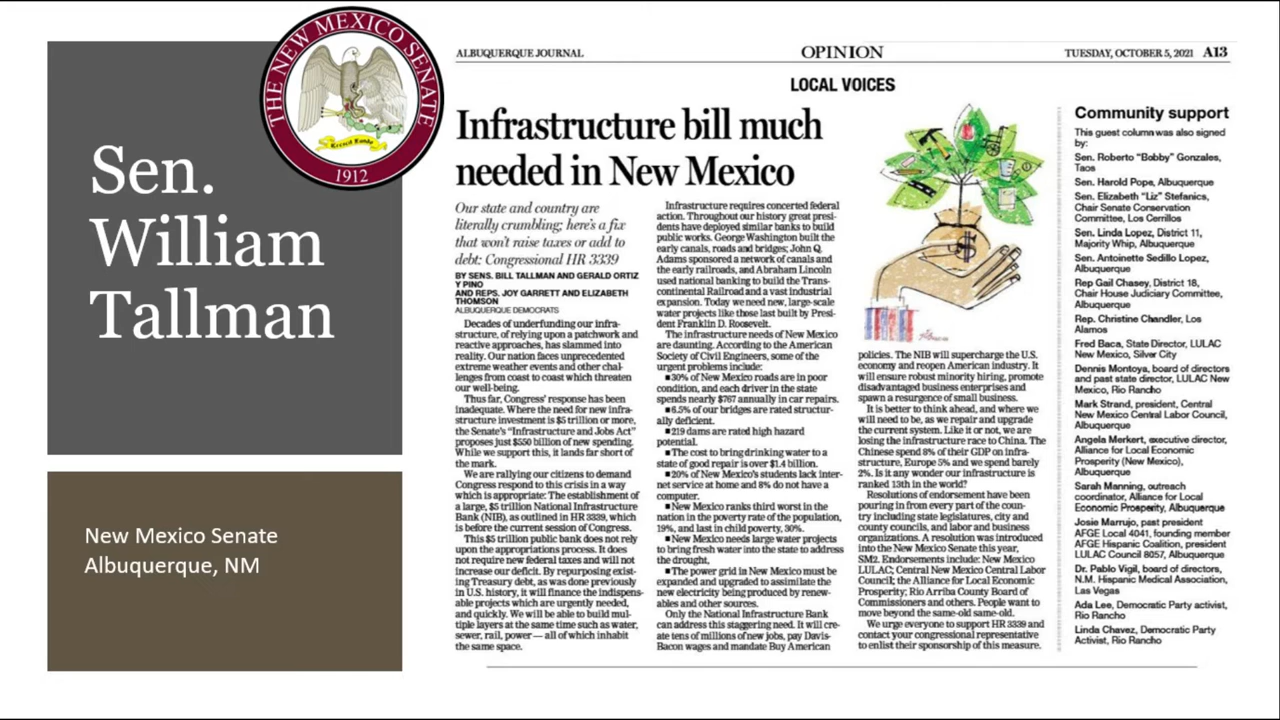 Sen.
William
Tallman
THE NEW MEXICO SENATE
1912
New Mexico Senate
Albuquerque, NM
ALBUQUERQUE JOURNAL
OPINION
TUESDAY, OCTOBER 5, 2021 A13
LOCAL VOICES
Infrastructure bill much
needed in New Mexico
Our state and country are
literally crumbling; here's a fix
that won't raise taxes or add to
debt: Congressional HR 3339
BY SENS. BILL TALLMAN AND GERALD ORTIZ
Y PINO
AND REPS. JOY GARRETT AND ELIZABETH
THOMSON
ALBUQUERQUE DEMOCRATS
Decades of underfunding our infra-
structure, of relying upon a patchwork and
reactive approaches, has slammed into
reality. Our nation faces unprecedented
extreme weather events and other chal-
lenges from coast to coast which threaten
our well-being.
Thus far, Congress' response has been
inadequate. Where the need for new infra-
structure investment is $5 trillion or more,
the Senate's "Infrastructure and Jobs Act"
proposes just $550 billion of new spending.
While we support this, it lands far short of
the mark.
We are rallying our citizens to demand
Congress respond to this crisis in a way
which is appropriate: The establishment of
a large, $5 trillion National Infrastructure
Bank (NIB), as outlined in HR 3339, which
is before the current session of Congress.
This $5 trillion public bank does not rely
upon the appropriations process. It does
not require new federal taxes and will not
increase our deficit. By repurposing exist-
ing Treasury debt, as was done previously
in U.S. history, it will finance the indispens-
able projects which are urgently needed,
and quickly. We will be able to build mul-
tiple layers at the same time such as water,
sewer, rail, power — all of which inhabit
the same space.
Infrastructure requires concerted federal
action. Throughout our history great presi-
dents have deployed similar banks to build
public works. George Washington built the
early canals, roads and bridges; John Q.
Adams sponsored a network of canals and
the early railroads, and Abraham Lincoln
used national banking to build the Trans-
continental Railroad and a vast industrial
expansion. Today we need new, large-scale
water projects like those last built by Presi-
dent Franklin D. Roosevelt.
The infrastructure needs of New Mexico
are daunting. According to the American
Society of Civil Engineers, some of the
urgent problems include:
■ 30% of New Mexico roads are in poor
condition, and each driver in the state
spends nearly $767 annually in car repairs.
■ 6.5% of our bridges are rated structur-
ally deficient.
■ 219 dams are rated high hazard
potential.
■ The cost to bring drinking water to a
state of good repair is over $1.4 billion.
■ 20% of New Mexico's students lack inter-
net service at home and 8% do not have a
computer.
■ New Mexico ranks third worst in the
nation in the poverty rate of the population,
19%, and last in child poverty, 30%.
■ New Mexico needs large water projects
to bring fresh water into the state to address
the drought,
■ The power grid in New Mexico must be
expanded and upgraded to assimilate the
new electricity being produced by renew-
ables and other sources.
Only the National Infrastructure Bank
can address this staggering need. It will cre-
ate tens of millions of new jobs, pay Davis-
Bacon wages and mandate Buy American
policies. The NIB will supercharge the U.S.
economy and reopen American industry. It
will ensure robust minority hiring, promote
disadvantaged business enterprises and
spawn a resurgence of small business.
It is better to think ahead, and where we
will need to be, as we repair and upgrade
the current system. Like it or not, we are
losing the infrastructure race to China. The
Chinese spend 8% of their GDP on infra-
structure, Europe 5% and we spend barely
2%. Is it any wonder our infrastructure is
ranked 13th in the world?
Resolutions of endorsement have been
pouring in from every part of the coun-
try including state legislatures, city and
county councils, and labor and business
organizations. A resolution was introduced
into the New Mexico Senate this year,
SM2. Endorsements include: New Mexico
LULAC; Central New Mexico Central Labor
Council; the Alliance for Local Economic
Prosperity; Rio Arriba County Board of
Commissioners and others. People want to
move beyond the same-old same-old.
We urge everyone to support HR 3339 and
contact your congressional representative
to enlist their sponsorship of this measure.
Community support
This guest column was also signed
by:
Sen. Roberto "Bobby" Gonzales,
Taos
Sen. Harold Pope, Albuquerque
Sen. Elizabeth "Liz" Stefanics,
Chair Senate Conservation
Committee, Los Cerrillos
Sen. Linda Lopez, District 11,
Majority Whip, Albuquerque
Sen. Antoinette Sedillo Lopez,
Albuquerque
Rep Gail Chasey, District 18,
Chair House Judiciary Committee,
Albuquerque
Rep. Christine Chandler, Los
Alamos
Fred Baca, State Director, LULAC
New Mexico, Silver City
Dennis Montoya, board of directors
and past state director, LULAC New
Mexico, Rio Rancho
Mark Strand, president, Central
New Mexico Central Labor Council,
Albuquerque
Angela Merkert, executive director,
Alliance for Local Economic
Prosperity (New Mexico),
Albuquerque
Sarah Manning, outreach
coordinator, Alliance for Local
Economic Prosperity, Albuquerque
Josie Marrujo, past president
AFGE Local 4041, founding member
AFGE Hispanic Coalition, president
LULAC Council 8057, Albuquerque
Dr. Pablo Vigil, board of directors,
N.M. Hispanic Medical Association,
Las Vegas
Ada Lee, Democratic Party activist,
Rio Rancho
Linda Chavez, Democratic Party
Activist, Rio Rancho